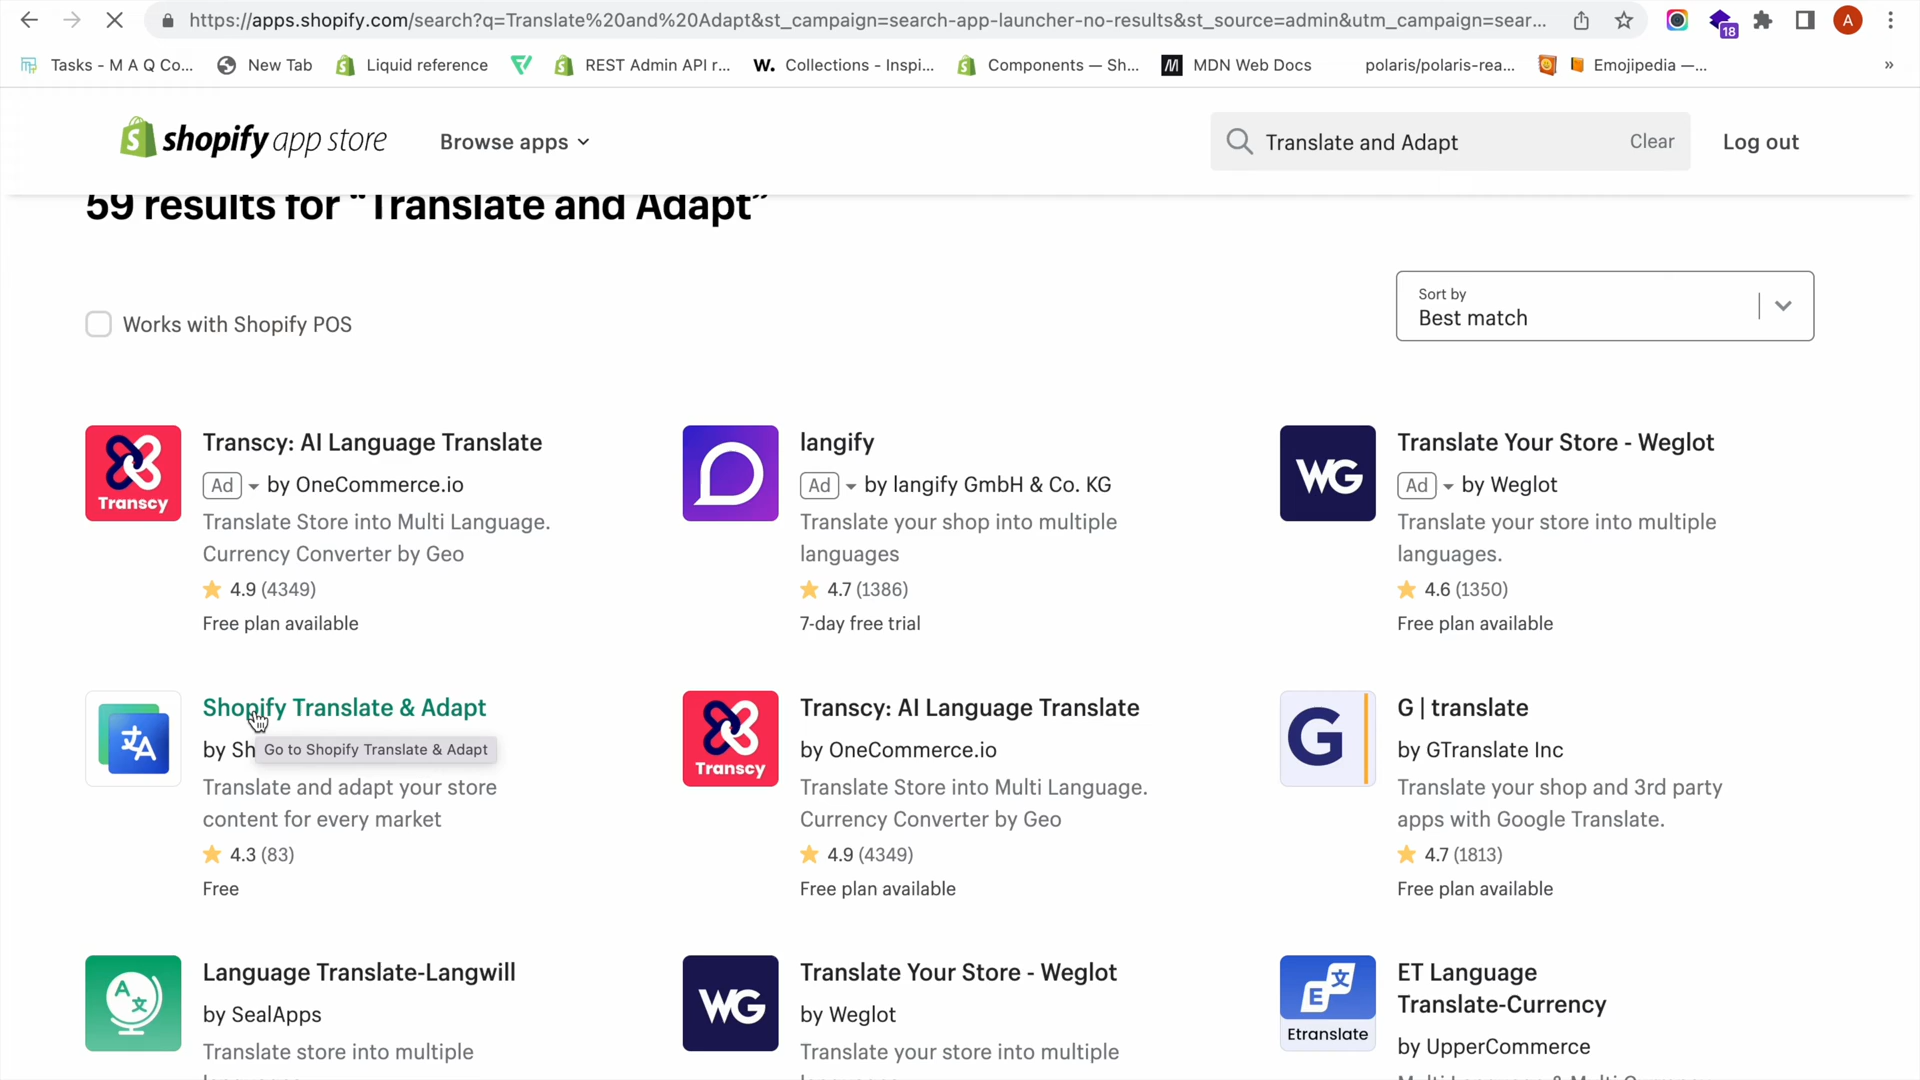 https://apps.shopify.com/search?q=Translate%20and%20Adapt&st_campaign=search-app-launcher-no-results&st_source=admin&utm_campaign=sear...
18
A
Tasks - M A Q Co...
New Tab
Liquid reference
REST Admin API r...
W.
Collections - Inspi...
Components — Sh...
M
MDN Web Docs
polaris/polaris-rea...
Emojipedia —...
»
shopify app store
Browse apps
Translate and Adapt
Clear
Log out
59 results for “Translate and Adapt”
Works with Shopify POS
Sort by
Best match
Transcy
Transcy: AI Language Translate
Ad by OneCommerce.io
Translate Store into Multi Language.
Currency Converter by Geo
4.9 (4349)
Free plan available
langify
Ad by langify GmbH & Co. KG
Translate your shop into multiple
languages
4.7 (1386)
7-day free trial
WG
Translate Your Store - Weglot
Ad by Weglot
Translate your store into multiple
languages.
4.6 (1350)
Free plan available
文A
Shopify Translate & Adapt
by Sh
Go to Shopify Translate & Adapt
Translate and adapt your store
content for every market
4.3 (83)
Free
Transcy
Transcy: AI Language Translate
by OneCommerce.io
Translate Store into Multi Language.
Currency Converter by Geo
4.9 (4349)
Free plan available
G
G | translate
by GTranslate Inc
Translate your shop and 3rd party
apps with Google Translate.
4.7 (1813)
Free plan available
A文
Language Translate-Langwill
by SealApps
Translate store into multiple
WG
Translate Your Store - Weglot
by Weglot
Translate your store into multiple
E文
Etranslate
ET Language
Translate-Currency
by UpperCommerce